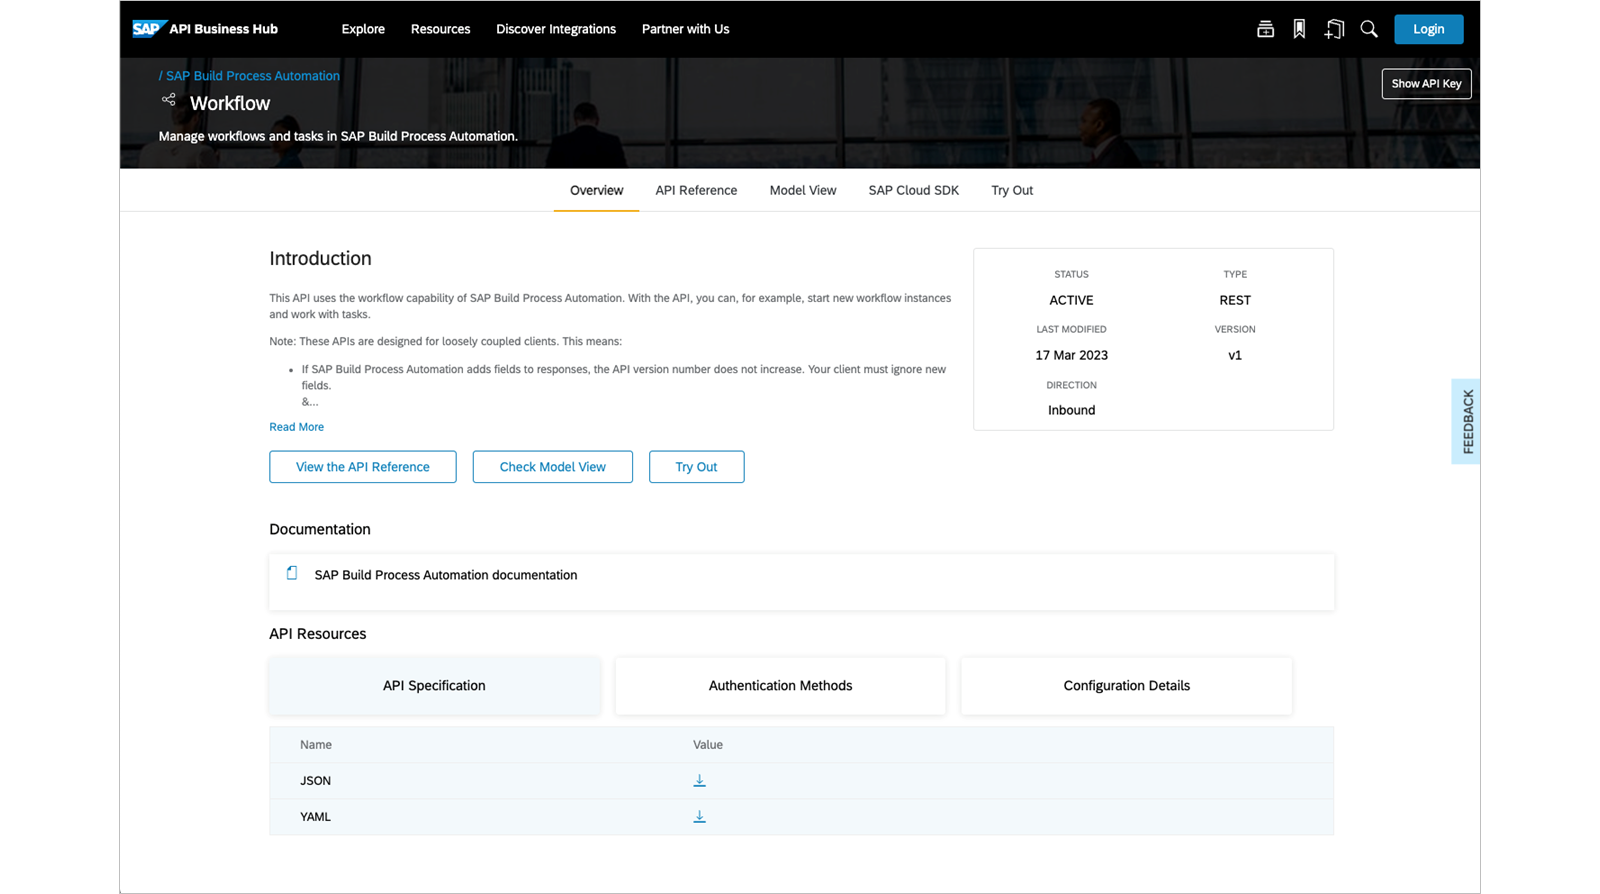 SAP API Business Hub
Explore
Resources
Discover Integrations
Partner with Us
Login
/ SAP Build Process Automation
Show API Key
Workflow
Manage workflows and tasks in SAP Build Process Automation.
Overview
API Reference
Model View
SAP Cloud SDK
Try Out
Introduction
This API uses the workflow capability of SAP Build Process Automation. With the API, you can, for example, start new workflow instances
and work with tasks.
Note: These APIs are designed for loosely coupled clients. This means:
• If SAP Build Process Automation adds fields to responses, the API version number does not increase. Your client must ignore new
fields.
&...
Read More
View the API Reference
Check Model View
Try Out
STATUS
TYPE
ACTIVE
REST
LAST MODIFIED
VERSION
17 Mar 2023
v1
DIRECTION
Inbound
FEEDBACK
Documentation
SAP Build Process Automation documentation
API Resources
API Specification
Authentication Methods
Configuration Details
Name
Value
JSON
YAML